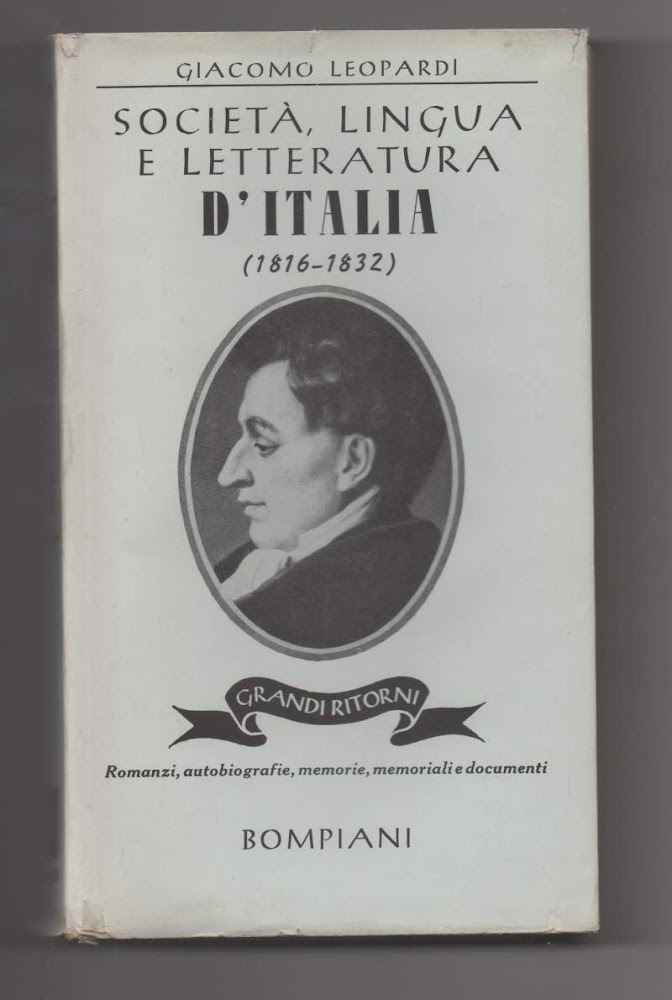 GIACOMO LEOPARDI
SOCIETÀ, LINGUA
E LETTERATURA
D'ITALIA
(1816-1832)
GRANDI RITORNI
Romanzi, autobiografie, memorie, memoriali e documenti
BOMPIANI